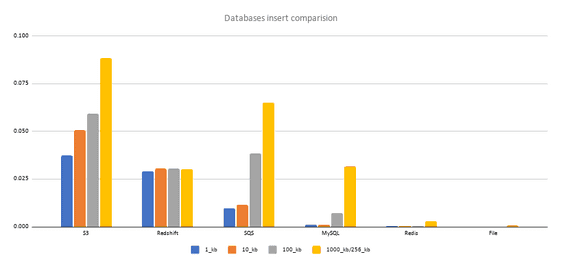 Databases insert comparision
0.100
0.075
0.050
0.025
0.000
S3 Redshift SQS MySQL Redis File
1_kb 10_kb 100_kb 1000_kb/256_kb